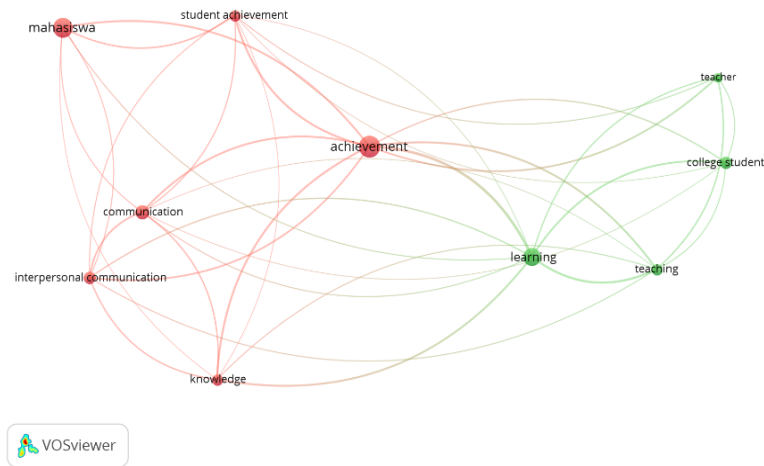 student achievement
mahasiswa
teacher
achievement
college student
communication
learning
teaching
interpersonal communication
knowledge
VOSviewer